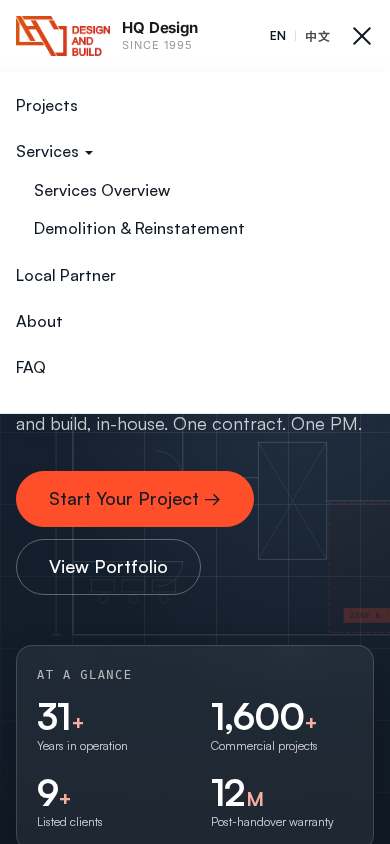 DESIGN
AND
BUILD
HQ Design
SINCE 1995
EN | 中文
Projects
Services
Services Overview
Demolition & Reinstatement
Local Partner
About
FAQ
and build, in-house. One contract. One PM.
Start Your Project →
View Portfolio
AT A GLANCE
31+
Years in operation
1,600+
Commercial projects
9+
Listed clients
12M
Post-handover warranty